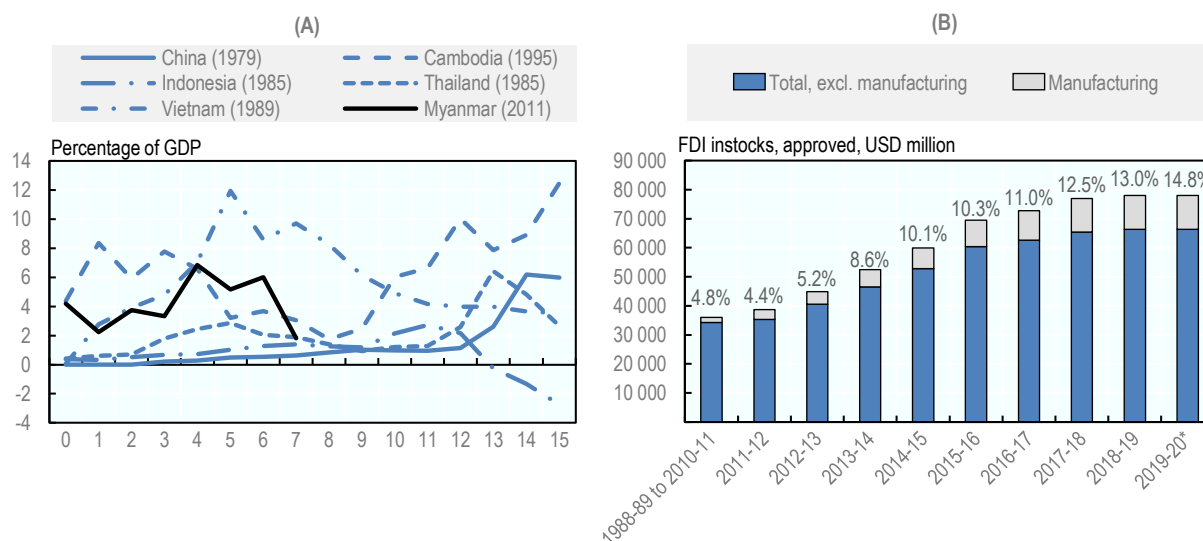 (A)
China (1979) Cambodia (1995)
Indonesia (1985) Thailand (1985)
Vietnam (1989) Myanmar (2011)
Percentage of GDP
14
12
10
8
6
4
2
0
-2
-4
0 1 2 3 4 5 6 7 8 9 10 11 12 13 14 15
(B)
Total, excl. manufacturing Manufacturing
FDI instocks, approved, USD million
90 000
80 000
70 000
60 000
50 000
40 000
30 000
20 000
10 000
4.8% 4.4% 5.2% 8.6% 10.1% 10.3% 11.0% 12.5% 13.0% 14.8%
1988-89 to 2010-11
2011-12
2012-13
2013-14
2014-15
2015-16
2016-17
2017-18
2018-19
2019-20*